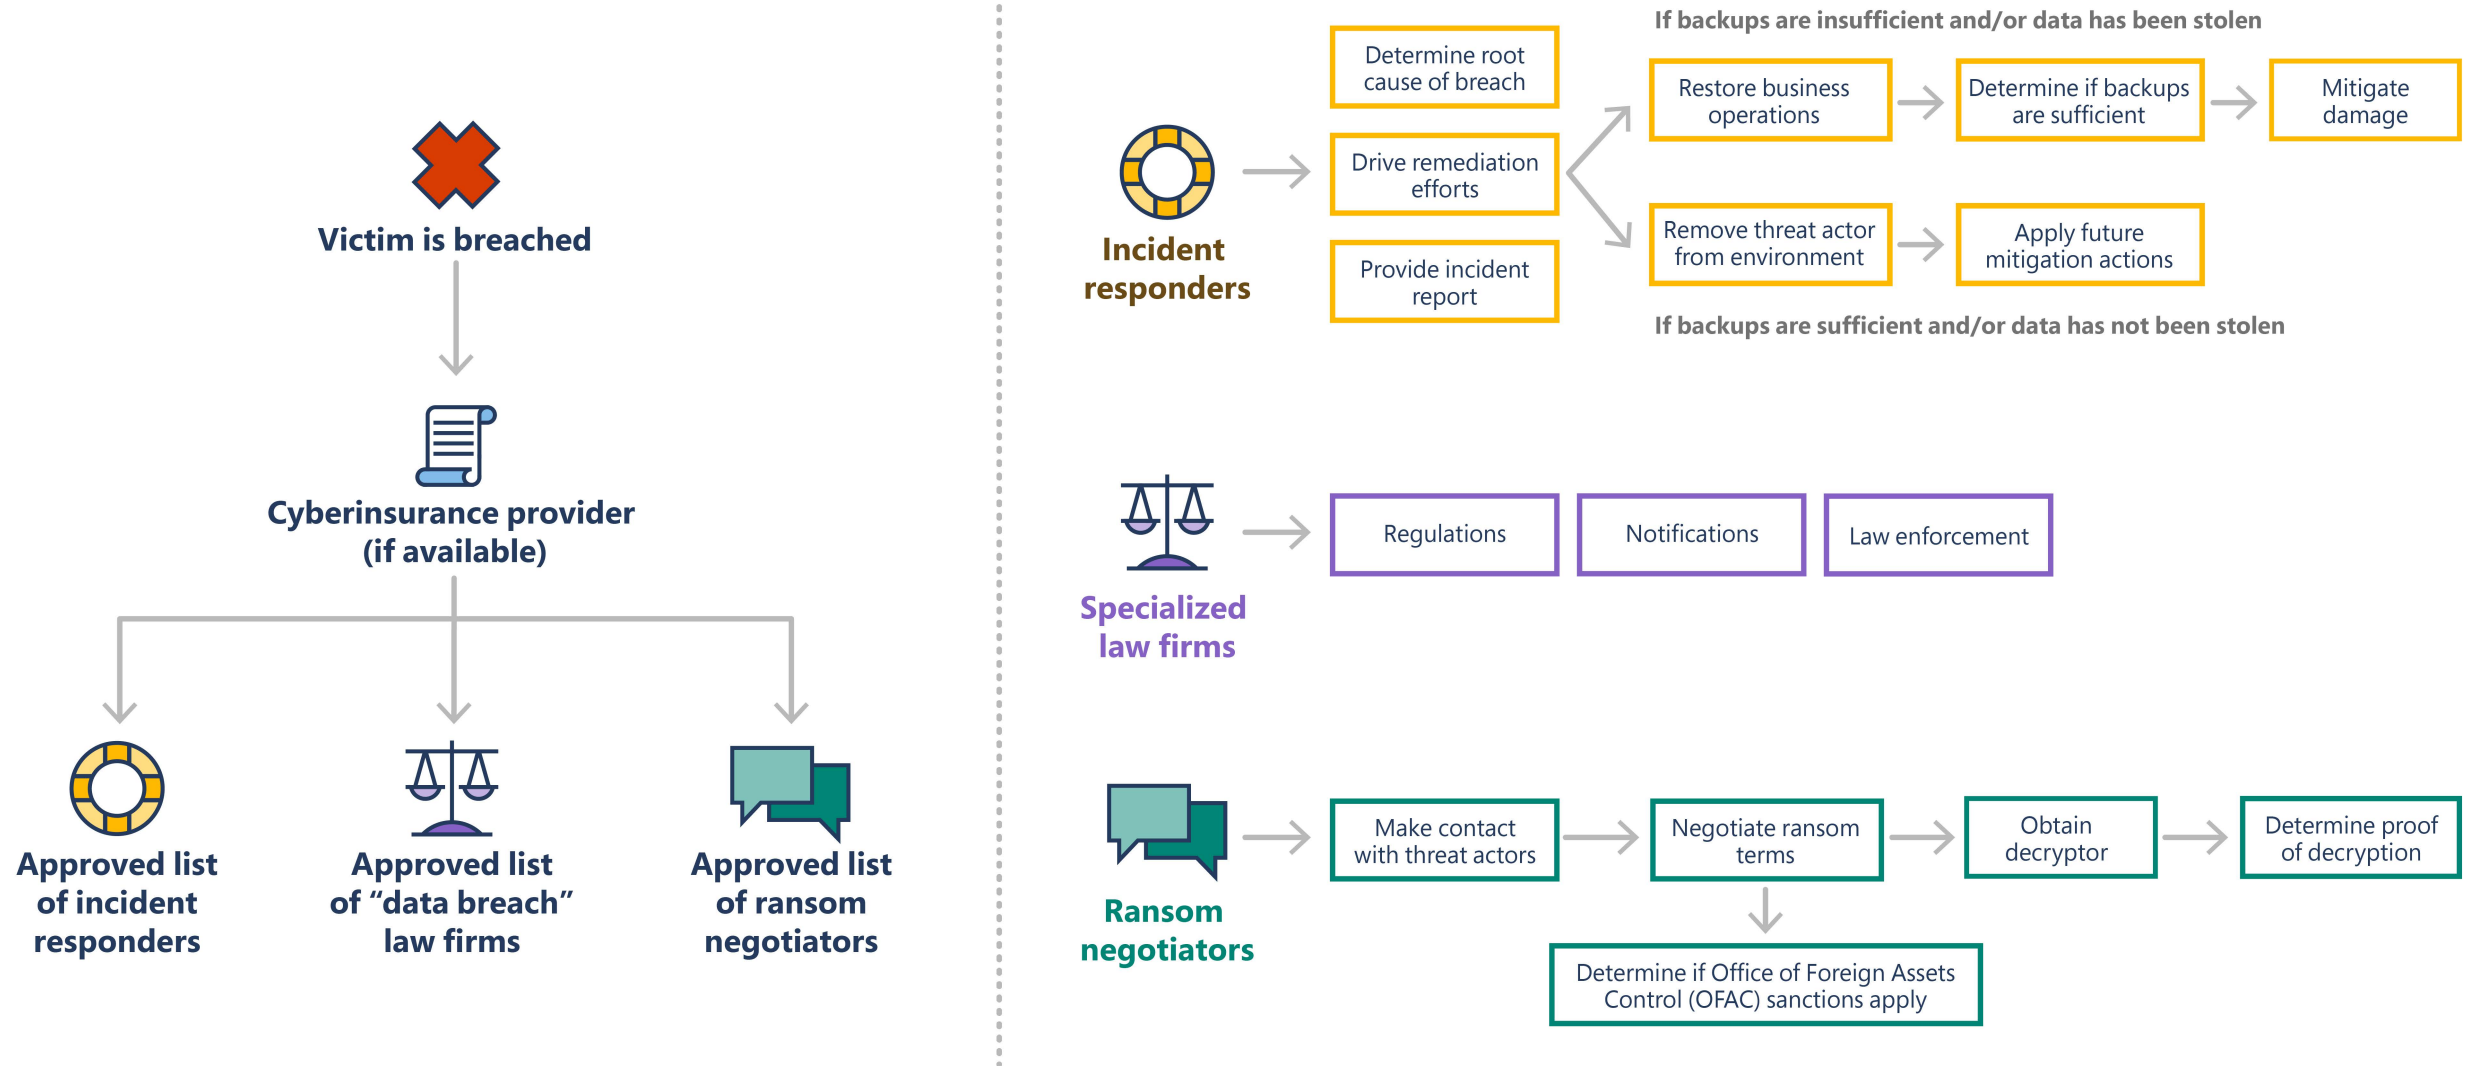 Victim is breached
Cyberinsurance provider
(if available)
Approved list
of incident
responders
Approved list
of “data breach”
law firms
Approved list
of ransom
negotiators
Incident
responders
Determine root
cause of breach
Drive remediation
efforts
Provide incident
report
If backups are insufficient and/or data has been stolen
Restore business
operations
Determine if backups
are sufficient
Mitigate
damage
Remove threat actor
from environment
Apply future
mitigation actions
If backups are sufficient and/or data has not been stolen
Specialized
law firms
Regulations
Notifications
Law enforcement
Ransom
negotiators
Make contact
with threat actors
Negotiate ransom
terms
Obtain
decryptor
Determine proof
of decryption
Determine if Office of Foreign Assets
Control (OFAC) sanctions apply